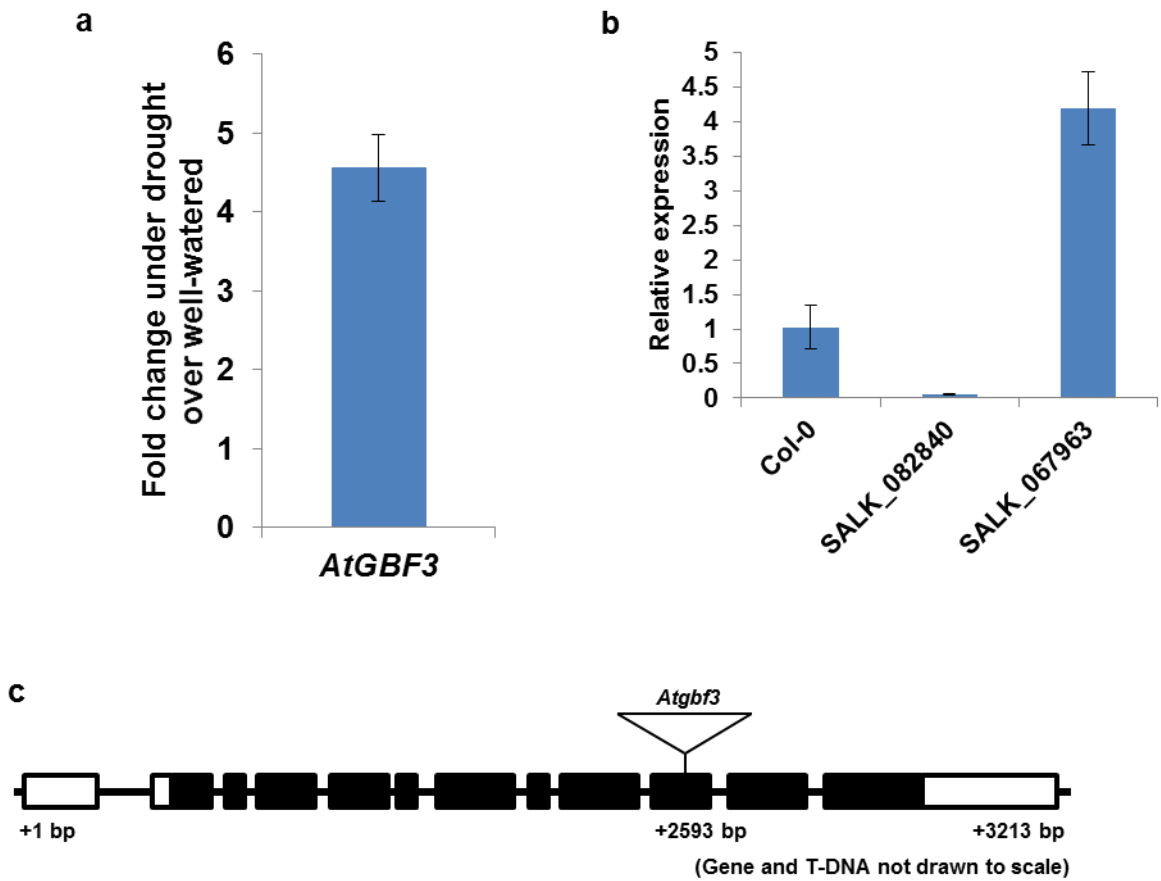 a
Fold change under drought
over well-watered
6
5
4
3
2
1
0
AtGBF3
b
Relative expression
5
4.5
4
3.5
3
2.5
2
1.5
1
0.5
0
Col-0
SALK_082840
SALK_067963
c
Atgbf3
+1 bp
+2593 bp
+3213 bp
(Gene and T-DNA not drawn to scale)